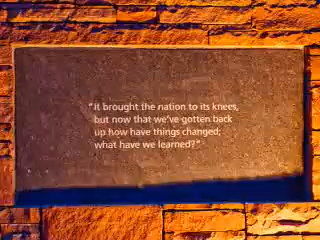 "It brought the nation to its knees,
but now that we've gotten back
up how have things changed;
what have we learned?"